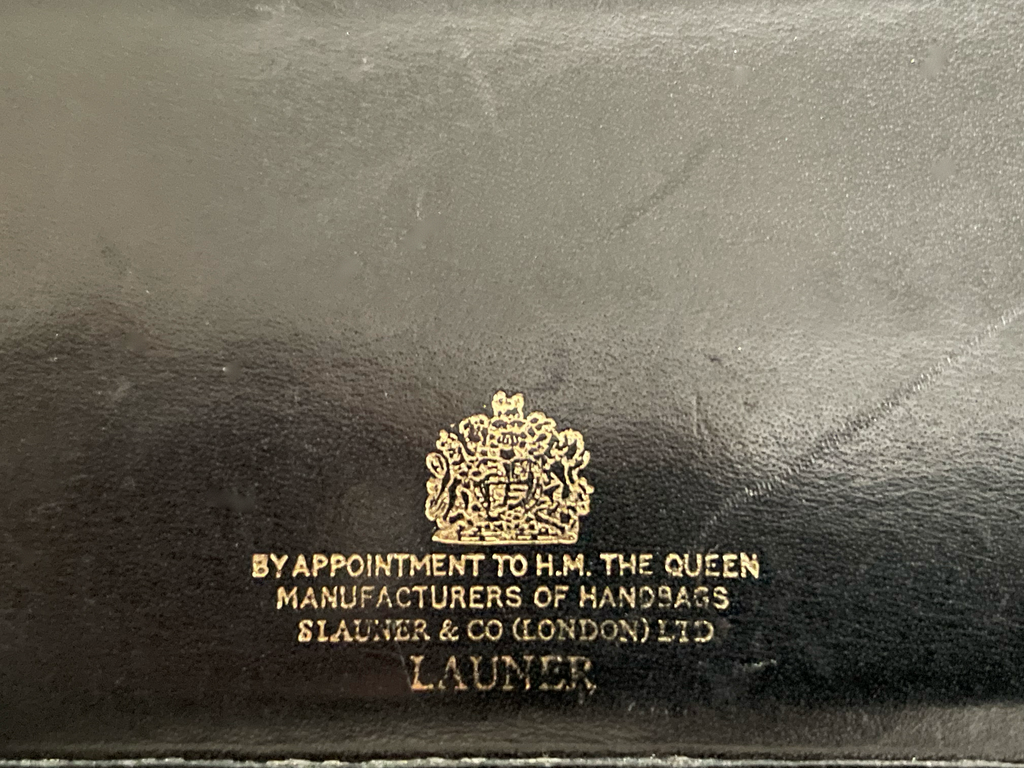 BY APPOINTMENT TO H.M. THE QUEEN
MANUFACTURERS OF HANDBAGS
S LAUNER & CO (LONDON) LTD
LAUNER